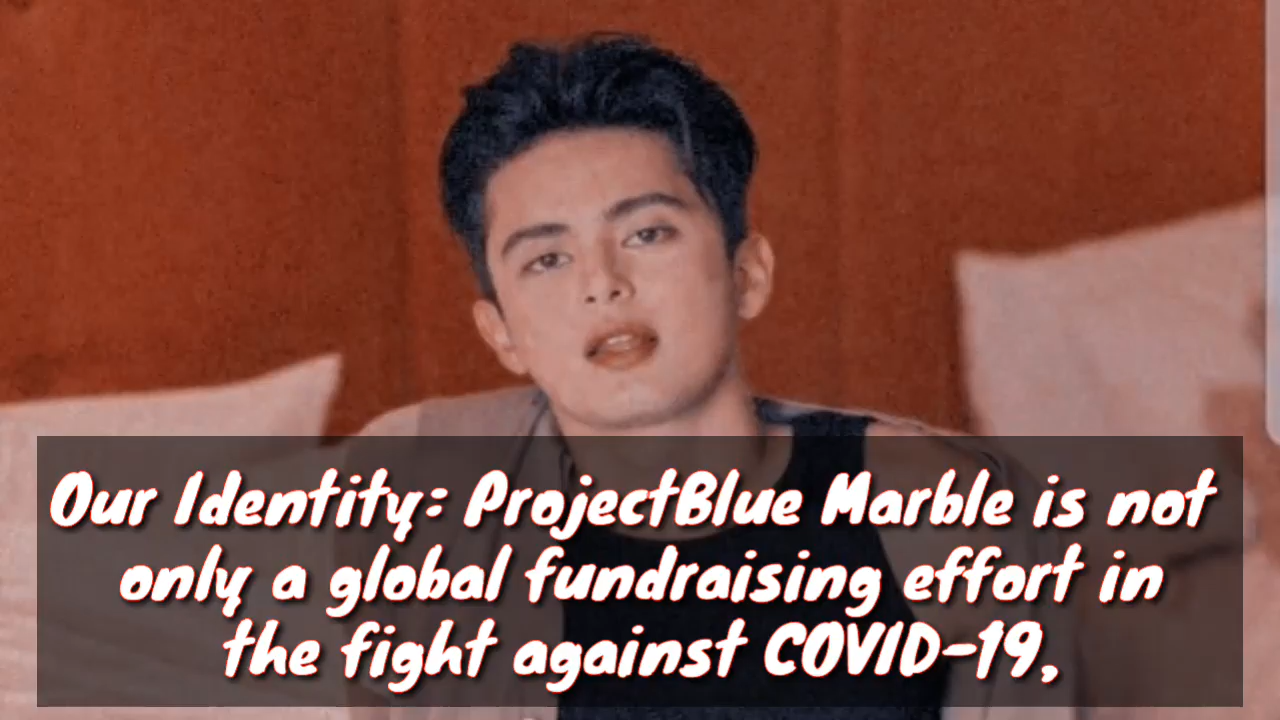 Our Identity: ProjectBlue Marble is not
only a global fundraising effort in
the fight against COVID-19,